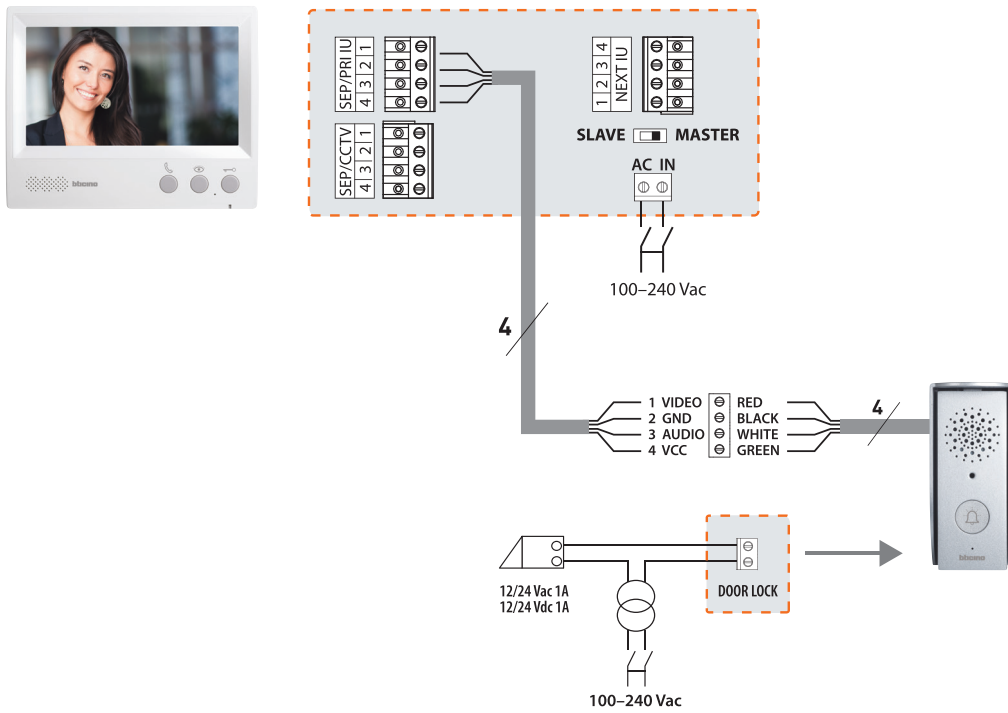 bticino
SEP/PRI IU
4 3 2 1
SEP/CCTV
4 3 2 1
1 2 3 4
NEXT IU
SLAVE MASTER
AC IN
100–240 Vac
4
1 VIDEO RED
2 GND BLACK
3 AUDIO WHITE
4 VCC GREEN
4
bticino
12/24 Vac 1A
12/24 Vdc 1A
DOOR LOCK
100–240 Vac